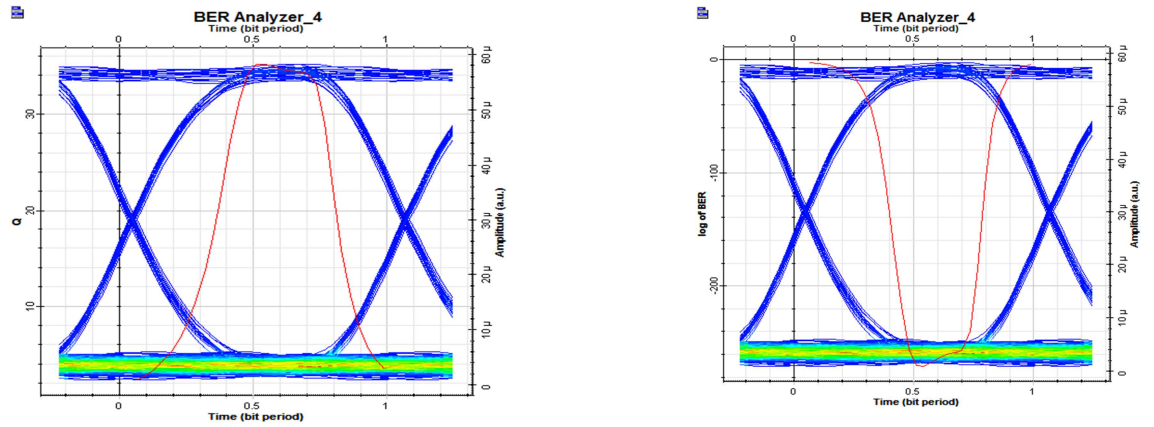 BER Analyzer_4
Time (bit period)
0 0.5 1
Q
30
20
10
60 μ
50 μ
40 μ
30 μ
20 μ
10 μ
0
Amplitude (a.u.)
0 0.5 1
Time (bit period)
BER Analyzer_4
Time (bit period)
0 0.5 1
log of BER
0
-100
-200
60 μ
50 μ
40 μ
30 μ
20 μ
10 μ
0
Amplitude (a.u.)
0 0.5 1
Time (bit period)